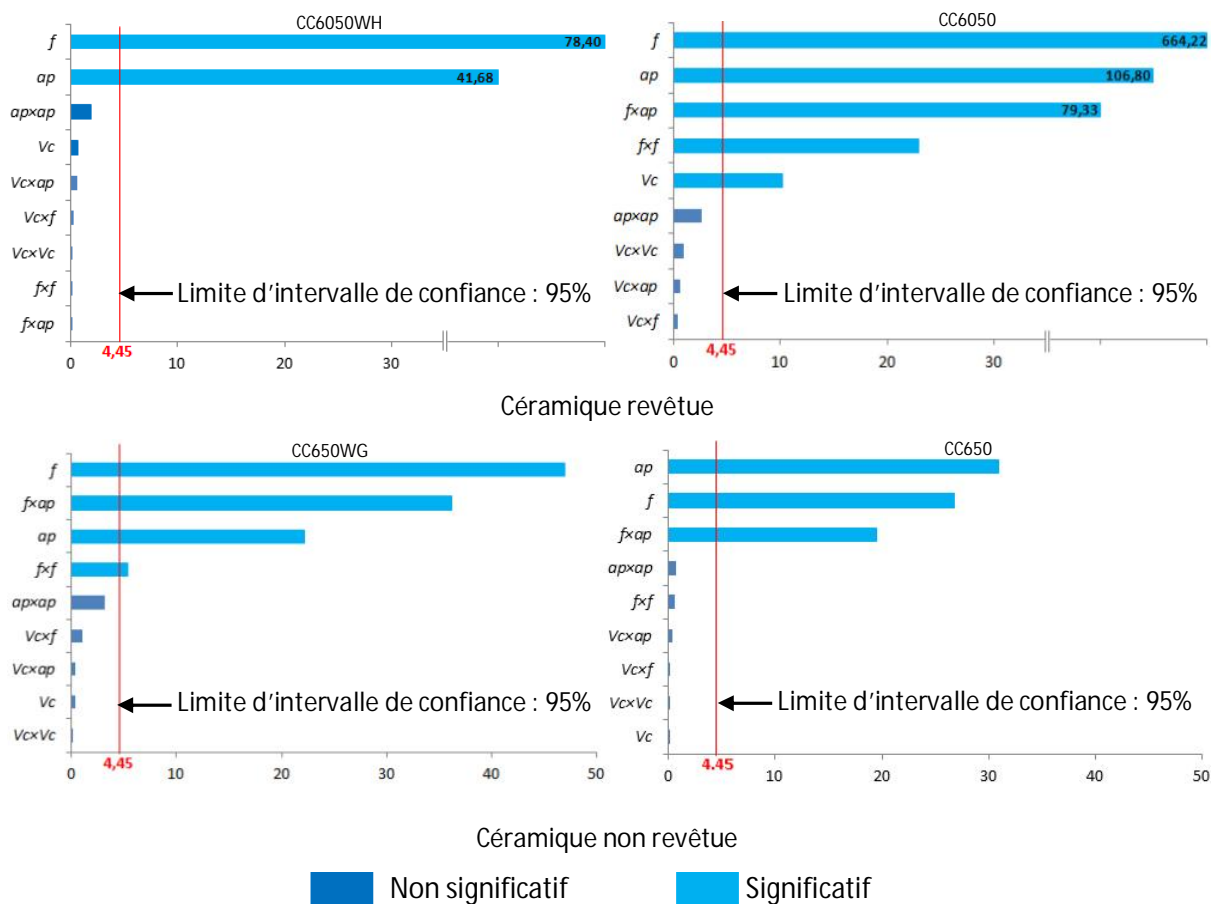 CC6050WH
f
78,40
ap
41,68
ap×ap
Vc
Vc×ap
Vc×f
Vc×Vc
f×f
f×ap
Limite d’intervalle de confiance : 95%
4,45
0 10 20 30
CC6050
f
664,22
ap
106,80
f×ap
79,33
f×f
Vc
ap×ap
Vc×Vc
Vc×ap
Vc×f
Limite d’intervalle de confiance : 95%
4,45
0 10 20 30
Céramique revêtue
CC650WG
f
f×ap
ap
f×f
ap×ap
Vc×f
Vc×ap
Vc
Vc×Vc
Limite d’intervalle de confiance : 95%
4,45
0 10 20 30 40 50
CC650
ap
f
f×ap
ap×ap
f×f
Vc×ap
Vc×f
Vc×Vc
Vc
Limite d’intervalle de confiance : 95%
4.45
0 10 20 30 40 50
Céramique non revêtue
Non significatif Significatif